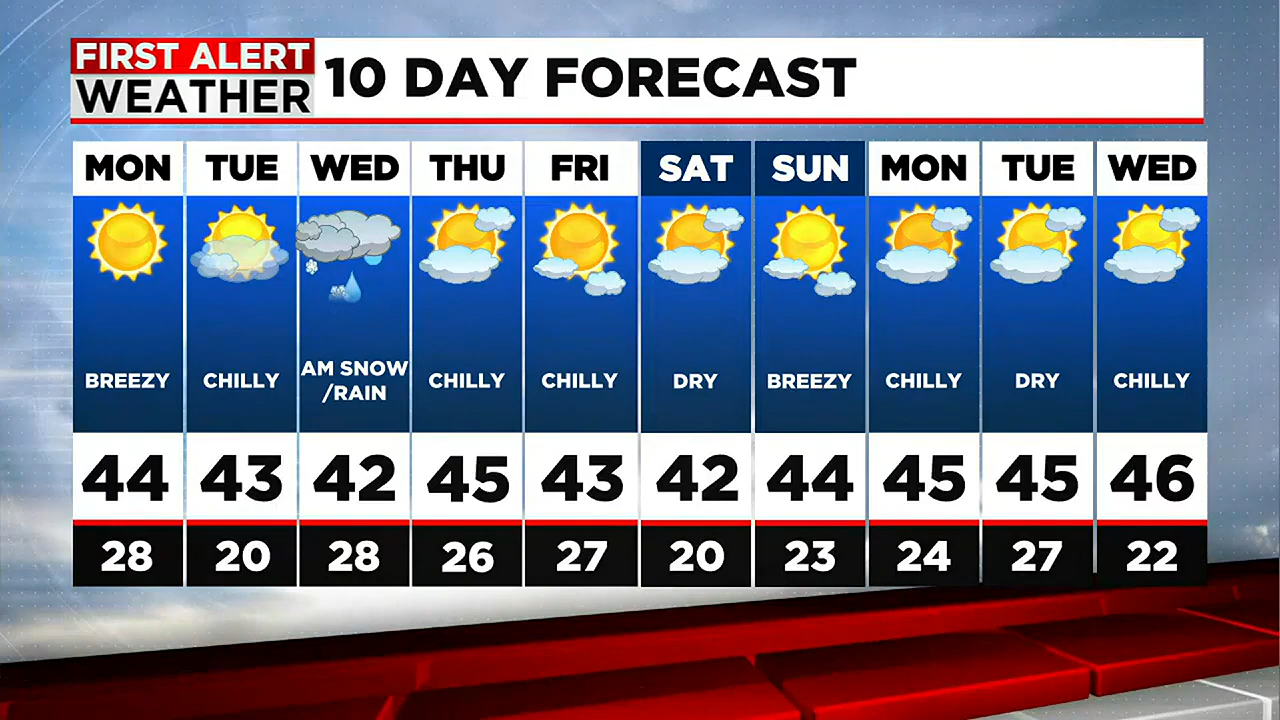 FIRST ALERT
WEATHER
10 DAY FORECAST
MON TUE WED THU FRI SAT SUN MON TUE WED
BREEZY CHILLY AM SNOW CHILLY CHILLY DRY BREEZY CHILLY DRY CHILLY
/RAIN
44 43 42 45 43 42 44 45 45 46
28 20 28 26 27 20 23 24 27 22